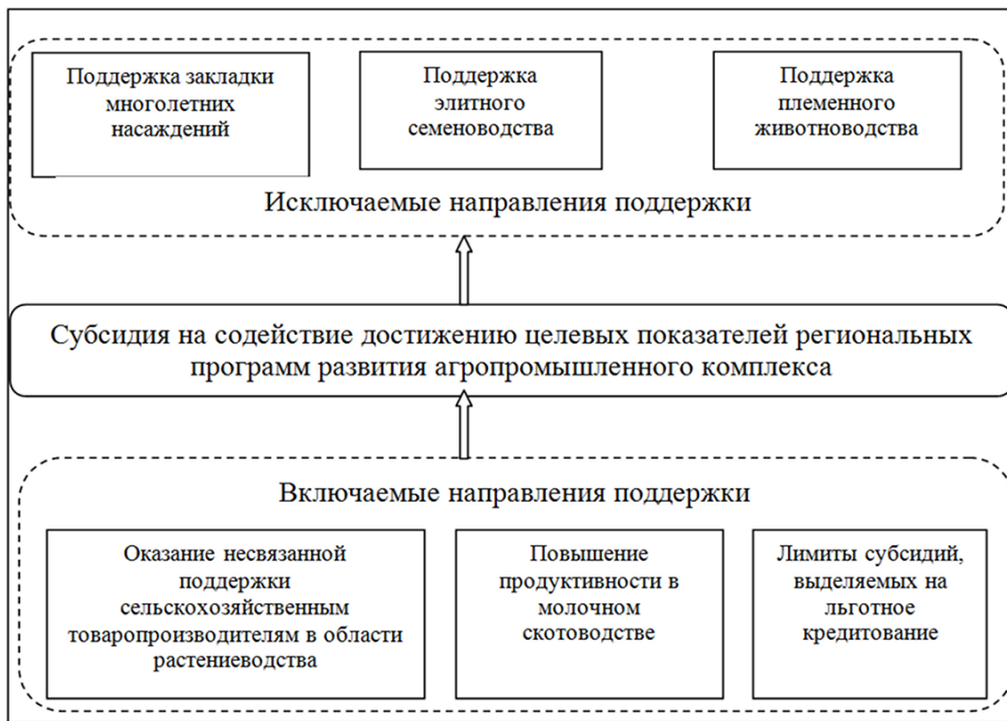 Поддержка закладки
многолетних
насаждений
Поддержка
элитного
семеноводства
Поддержка
племенного
животноводства
Исключаемые направления поддержки
Субсидия на содействие достижению целевых показателей региональных
программ развития агропромышленного комплекса
Включаемые направления поддержки
Оказание несвязанной
поддержки
сельскохозяйственным
товаропроизводителям в области
растениеводства
Повышение
продуктивности в
молочном
скотоводстве
Лимиты субсидий,
выделяемых на
льготное
кредитование